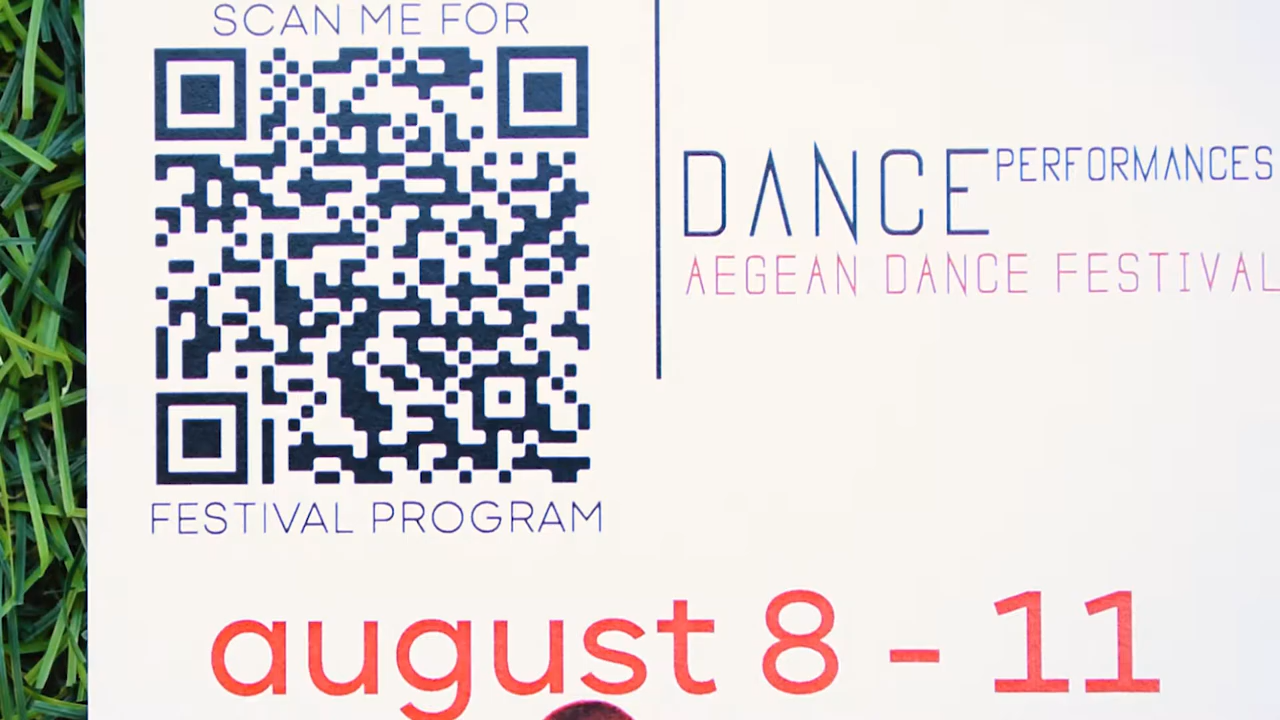 SCAN ME FOR
FESTIVAL PROGRAM
DANCE PERFORMANCES
AEGEAN DANCE FESTIVAL
august 8 - 11